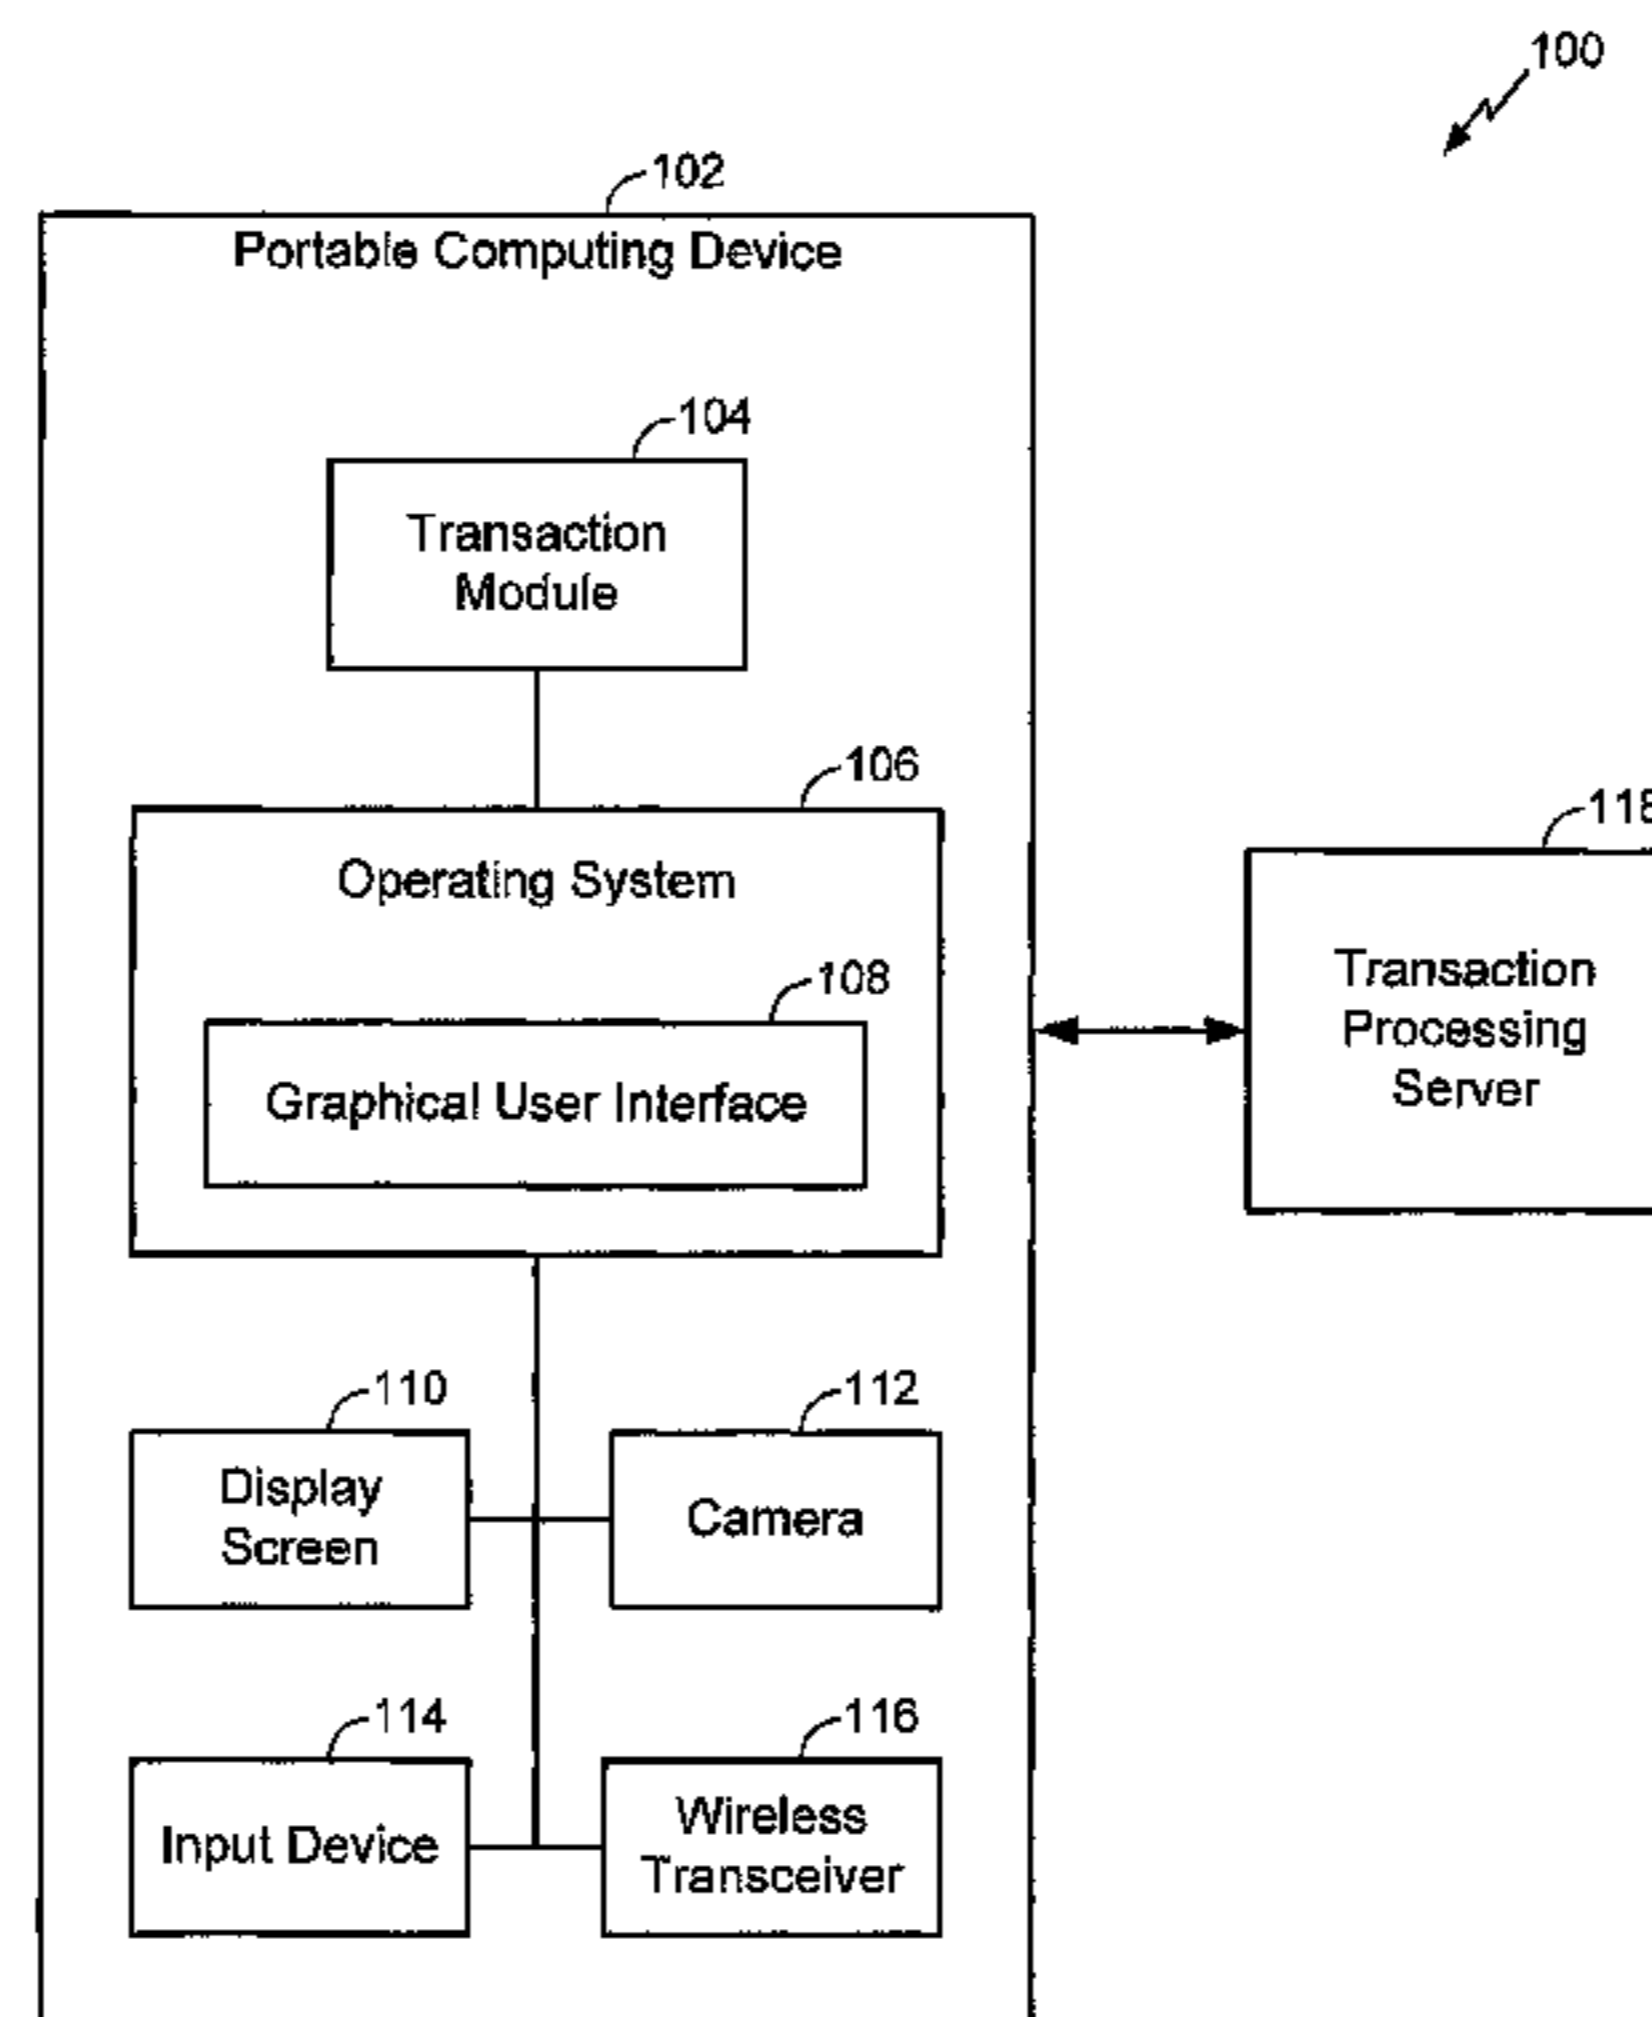 100
102
Portable Computing Device
104
Transaction
Module
106
Operating System
108
Graphical User Interface
118
Transaction
Processing
Server
110
Display
Screen
112
Camera
114
Input Device
116
Wireless
Transceiver